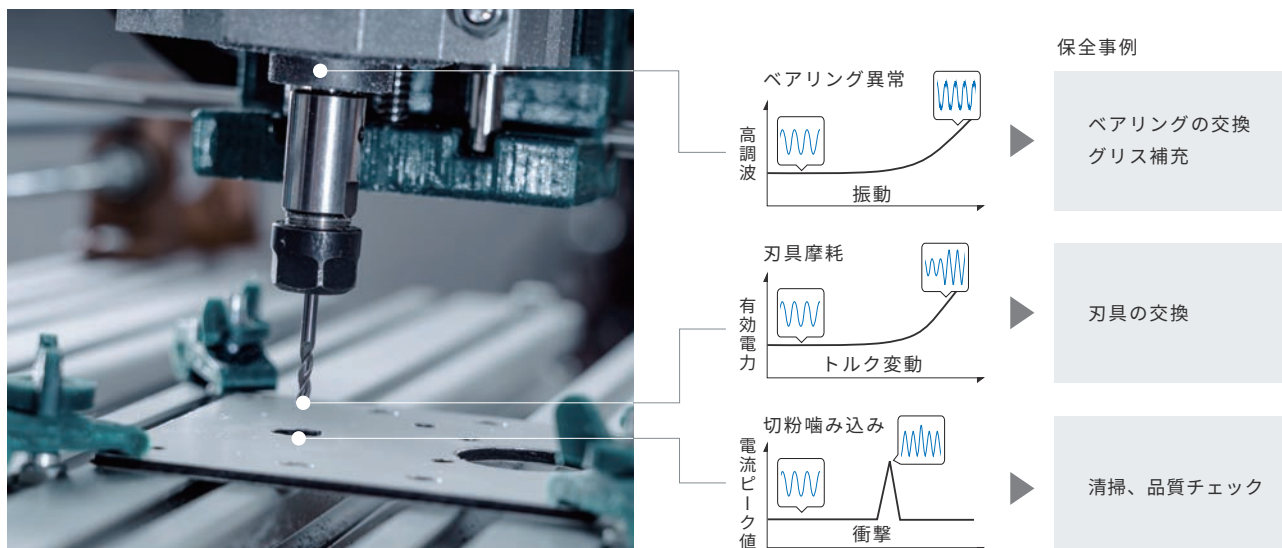 保全事例
ベアリング異常
高調波
振動
ベアリングの交換
グリス補充
刃具摩耗
有効電力
トルク変動
刃具の交換
切粉噛み込み
電流ピーク値
衝撃
清掃、品質チェック